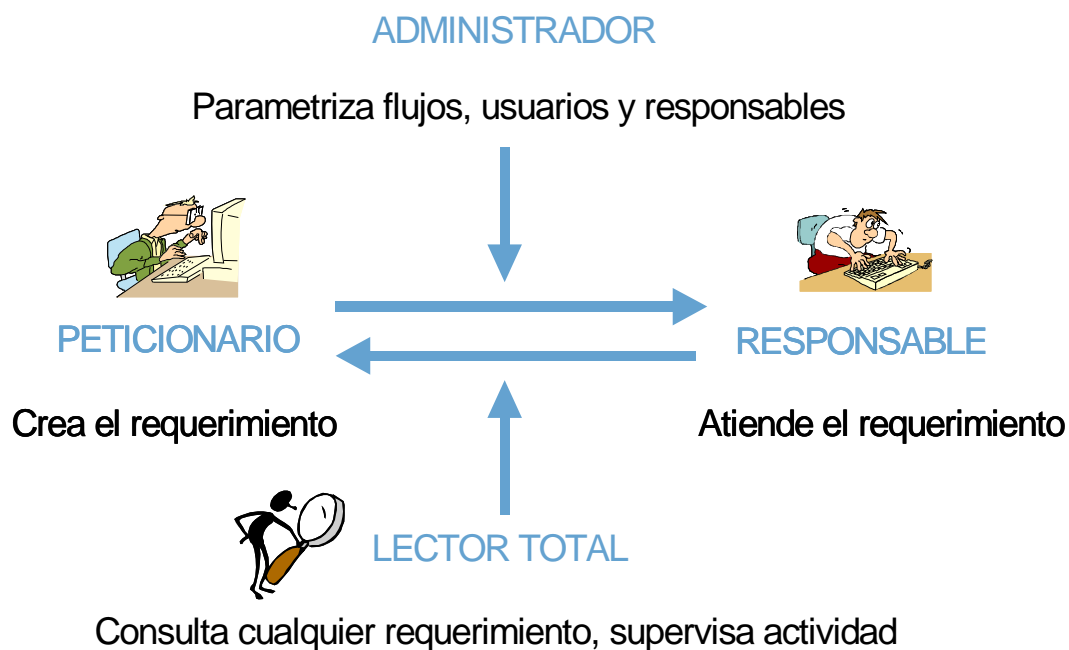 ADMINISTRADOR
Parametriza flujos, usuarios y responsables
PETICIONARIO
RESPONSABLE
Crea el requerimiento
Atiende el requerimiento
LECTOR TOTAL
Consulta cualquier requerimiento, supervisa actividad